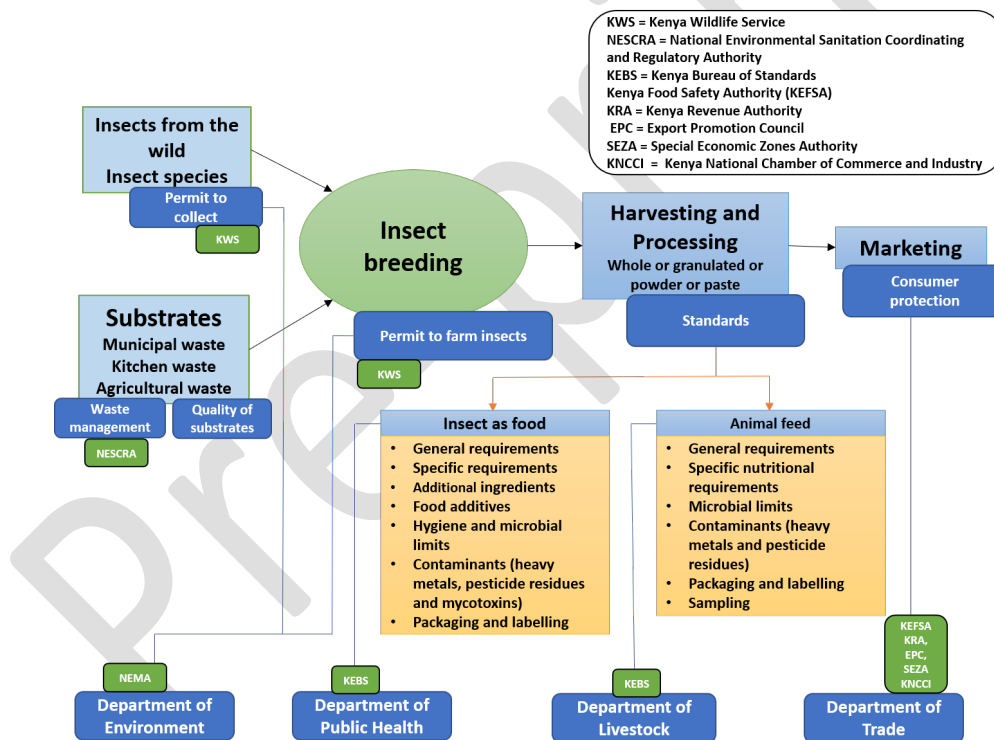 KWS = Kenya Wildlife Service
NESCRA = National Environmental Sanitation Coordinating
and Regulatory Authority
KEBS = Kenya Bureau of Standards
Kenya Food Safety Authority (KEFSA)
KRA = Kenya Revenue Authority
EPC = Export Promotion Council
SEZA = Special Economic Zones Authority
KNCCI = Kenya National Chamber of Commerce and Industry
Insects from the
wild
Insect species
Permit to
collect
KWS
Substrates
Municipal waste
Kitchen waste
Agricultural waste
Waste
management
Quality of
substrates
NESCRA
Insect
breeding
Permit to farm insects
KWS
Harvesting and
Processing
Whole or granulated or
powder or paste
Standards
Marketing
Consumer
protection
Insect as food
• General requirements
• Specific requirements
• Additional ingredients
• Food additives
• Hygiene and microbial
limits
• Contaminants (heavy
metals, pesticide residues
and mycotoxins)
• Packaging and labelling
Animal feed
• General requirements
• Specific nutritional
requirements
• Microbial limits
• Contaminants (heavy
metals and pesticide
residues)
• Packaging and labelling
• Sampling
NEMA
Department of
Environment
KEBS
Department of
Public Health
KEBS
Department of
Livestock
KEFSA
KRA,
EPC,
SEZA
KNCCI
Department of
Trade